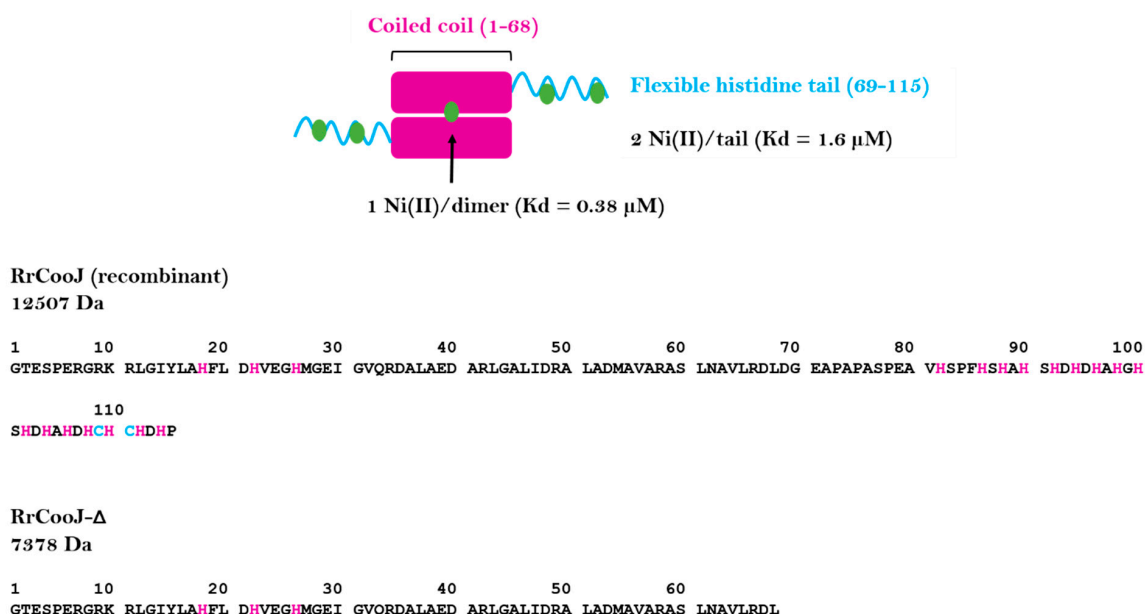 Coiled coil (1-68)
Flexible histidine tail (69-115)
2 Ni(II)/tail (Kd = 1.6 µM)
1 Ni(II)/dimer (Kd = 0.38 µM)
RrCooJ (recombinant)
12507 Da
1 10 20 30 40 50 60 70 80 90 100
GTESPERGRK RLGIYLAHFL DHVEGHMGEI GVQRDALAED ARLGALIDRA LADMAVARAS LNAVLRDLDG EAPAPASPEA VHSPFHSHAH SHDHDHAHGH
110
SHDHAHDHCH CHDHP
RrCooJ-Δ
7378 Da
1 10 20 30 40 50 60
GTESPERGRK RLGIYLAHFL DHVEGHMGEI GVQRDALAED ARLGALIDRA LADMAVARAS LNAVLRDL